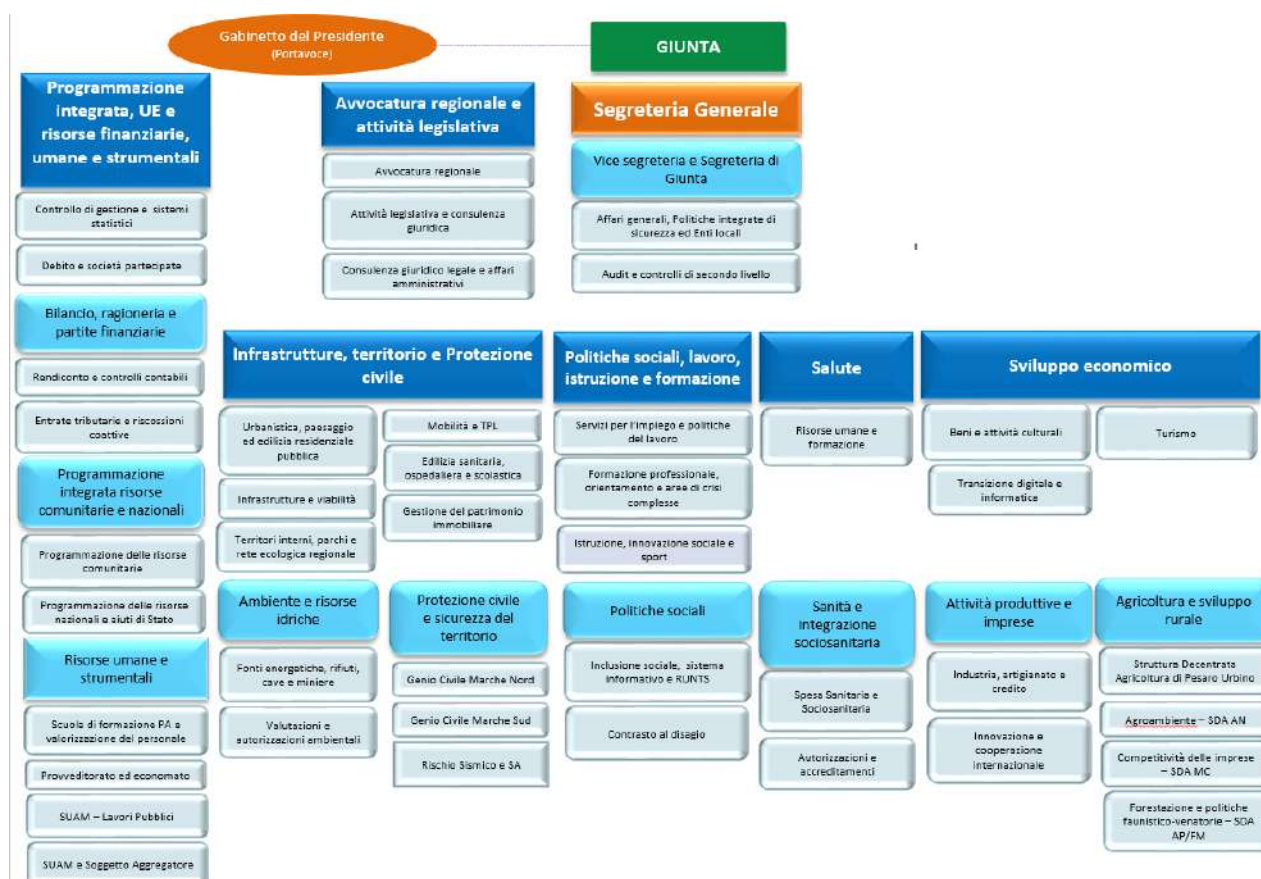 Gabinetto del Presidente
(Portavoce)
GIUNTA
Programmazione
integrata, UE e
risorse finanziarie,
umane e strumentali
Controllo di gestione e sistemi
statistici
Debito e società partecipate
Bilancio, ragioneria e
partite finanziarie
Rendiconto e controlli contabili
Entrate tributarie e riscossioni
coattive
Programmazione
integrata risorse
comunitarie e nazionali
Programmazione delle risorse
comunitarie
Programmazione delle risorse
nazionali e aiuti di Stato
Risorse umane e
strumentali
Scuola di formazione PA e
valorizzazione del personale
Provveditorato ed economato
SUAM – Lavori Pubblici
SUAM e Soggetto Aggregatore
Avvocatura regionale e
attività legislativa
Avvocatura regionale
Attività legislativa e consulenza
giuridica
Consulenza giuridico legale e affari
amministrativi
Segreteria Generale
Vice segreteria e Segreteria di
Giunta
Affari generali, Politiche integrate di
sicurezza ed Enti locali
Audit e controlli di secondo livello
Infrastrutture, territorio e Protezione
civile
Urbanistica, paesaggio
ed edilizia residenziale
pubblica
Infrastrutture e viabilità
Territori interni, parchi e
rete ecologica regionale
Mobilità e TPL
Edilizia sanitaria,
ospedaliera e scolastica
Gestione del patrimonio
immobiliare
Ambiente e risorse
idriche
Fonti energetiche, rifiuti,
cave e miniere
Valutazioni e
autorizzazioni ambientali
Protezione civile
e sicurezza del
territorio
Genio Civile Marche Nord
Genio Civile Marche Sud
Rischio Sismico e SA
Politiche sociali, lavoro,
istruzione e formazione
Servizi per l'impiego e politiche
del lavoro
Formazione professionale,
orientamento e aree di crisi
complesse
Istruzione, innovazione sociale e
sport
Politiche sociali
Inclusione sociale, sistema
informativo e RUNTS
Contrasto al disagio
Salute
Risorse umane e
formazione
Sanità e
integrazione
sociosanitaria
Spesa Sanitaria e
Sociosanitaria
Autorizzazioni e
accreditamenti
Sviluppo economico
Beni e attività culturali
Transizione digitale e
informatica
Turismo
Attività produttive e
imprese
Industria, artigianato e
credito
Innovazione e
cooperazione
internazionale
Agricoltura e sviluppo
rurale
Struttura Decentrata
Agricoltura di Pesaro Urbino
Agroambiente – SDA AN
Competitività delle imprese
– SDA MC
Forestazione e politiche
faunistico-venatorie – SDA
AP/FM